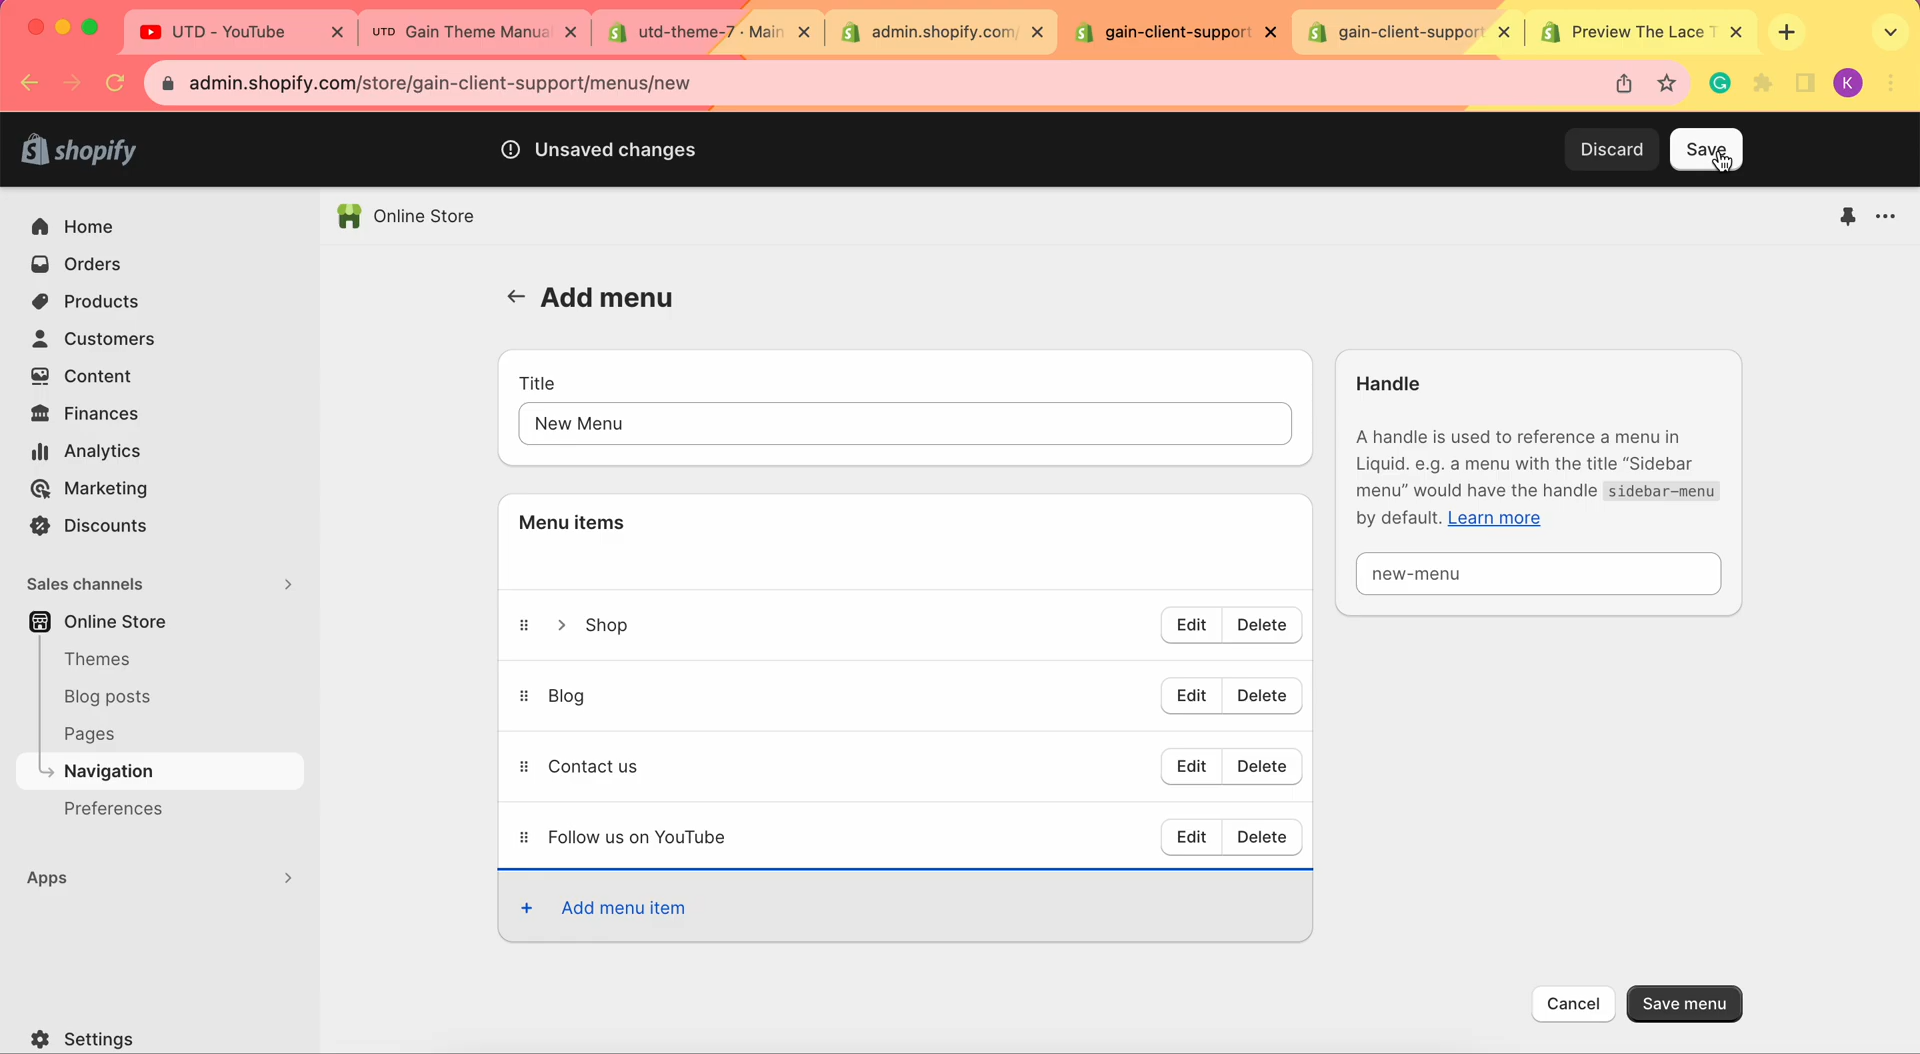 UTD - YouTube
UTD Gain Theme Manua
utd-theme-7 · Main
admin.shopify.com/
gain-client-support
gain-client-support
Preview The Lace T
admin.shopify.com/store/gain-client-support/menus/new
K
shopify
Unsaved changes
Discard
Save
Home
Orders
Products
Customers
Content
Finances
Analytics
Marketing
Discounts
Sales channels
Online Store
Themes
Blog posts
Pages
Navigation
Preferences
Apps
Settings
Online Store
Add menu
Title
New Menu
Menu items
Shop
Edit
Delete
Blog
Edit
Delete
Contact us
Edit
Delete
Follow us on YouTube
Edit
Delete
+ Add menu item
Handle
A handle is used to reference a menu in
Liquid. e.g. a menu with the title “Sidebar
menu” would have the handle sidebar-menu
by default. Learn more
new-menu
Cancel
Save menu